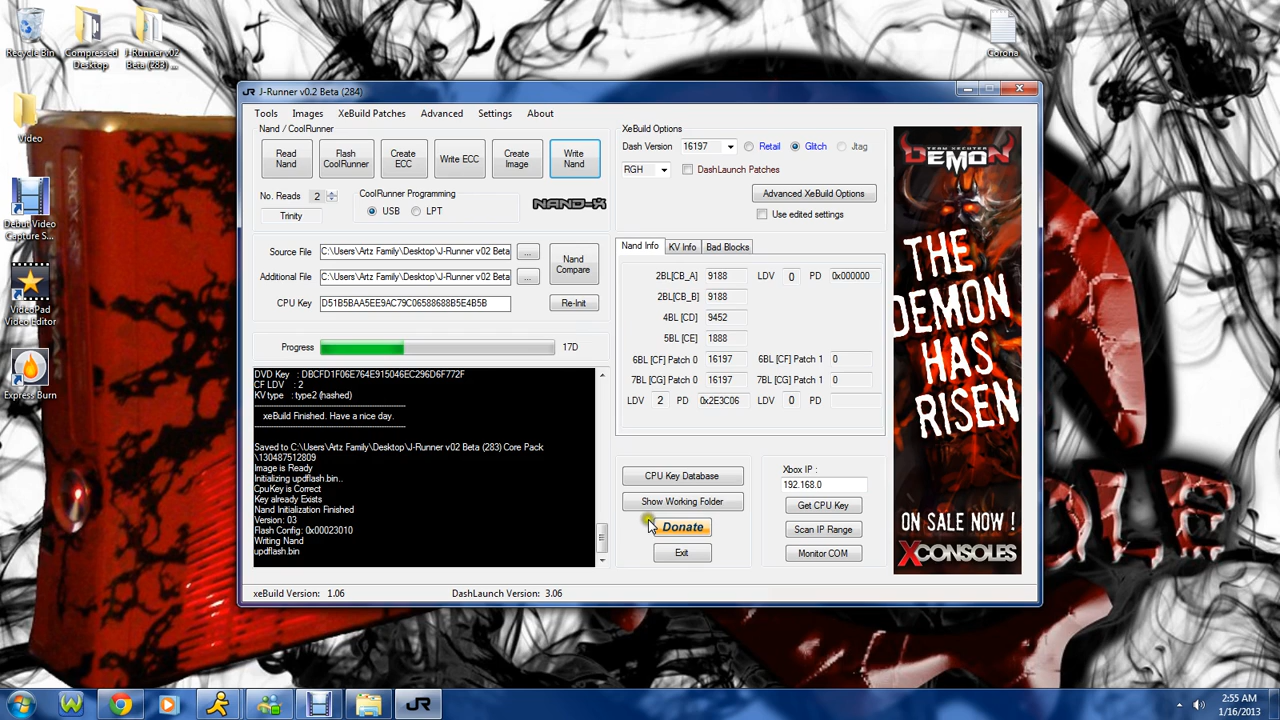 Recycle Bin
Compressed
Desktop
J-Runner v02
Beta (283) ...
Video
Debut Video
Capture S...
VideoPad
Video Editor
Express Burn
Corona
J-Runner v0.2 Beta (284)
Tools Images XeBuild Patches Advanced Settings About
Nand / CoolRunner
Read
Nand
Flash
CoolRunner
Create
ECC
Write ECC
Create
Image
Write
Nand
No. Reads 2
Trinity
CoolRunner Programming
USB LPT
NAND-X
Source File C:\Users\Artz Family\Desktop\J-Runner v02 Beta ...
Additional File C:\Users\Artz Family\Desktop\J-Runner v02 Beta ...
CPU Key D51B5BAA5EE9AC79C06588688B5E4B5B
Nand
Compare
Re-Init
Progress 17D
DVD Key : DBCFD1F06E764E915046EC296D6F772F
CF LDV : 2
KV type : type2 (hashed)
---------------------------------------------------
xeBuild Finished. Have a nice day.
---------------------------------------------------
Saved to C:\Users\Artz Family\Desktop\J-Runner v02 Beta (283) Core Pack
\130487512809
Image is Ready
Initializing updflash.bin..
CpuKey is Correct
Key already Exists
Nand Initialization Finished
Version: 03
Flash Config: 0x00023010
Writing Nand
updflash.bin
XeBuild Options
Dash Version 16197 Retail Glitch Jtag
RGH DashLaunch Patches
Advanced XeBuild Options
Use edited settings
Nand Info KV Info Bad Blocks
2BL[CB_A] 9188 LDV 0 PD 0x000000
2BL[CB_B] 9188
4BL [CD] 9452
5BL [CE] 1888
6BL [CF] Patch 0 16197 6BL [CF] Patch 1 0
7BL [CG] Patch 0 16197 7BL [CG] Patch 1 0
LDV 2 PD 0x2E3C06 LDV 0 PD
CPU Key Database
Show Working Folder
Donate
Exit
Xbox IP :
192.168.0
Get CPU Key
Scan IP Range
Monitor COM
TEAM XECUTER
DEMON
THE
DEMON
HAS
RISEN
ON SALE NOW !
XCONSOLES
xeBuild Version: 1.06 DashLaunch Version: 3.06
XBOX
2:55 AM
1/16/2013